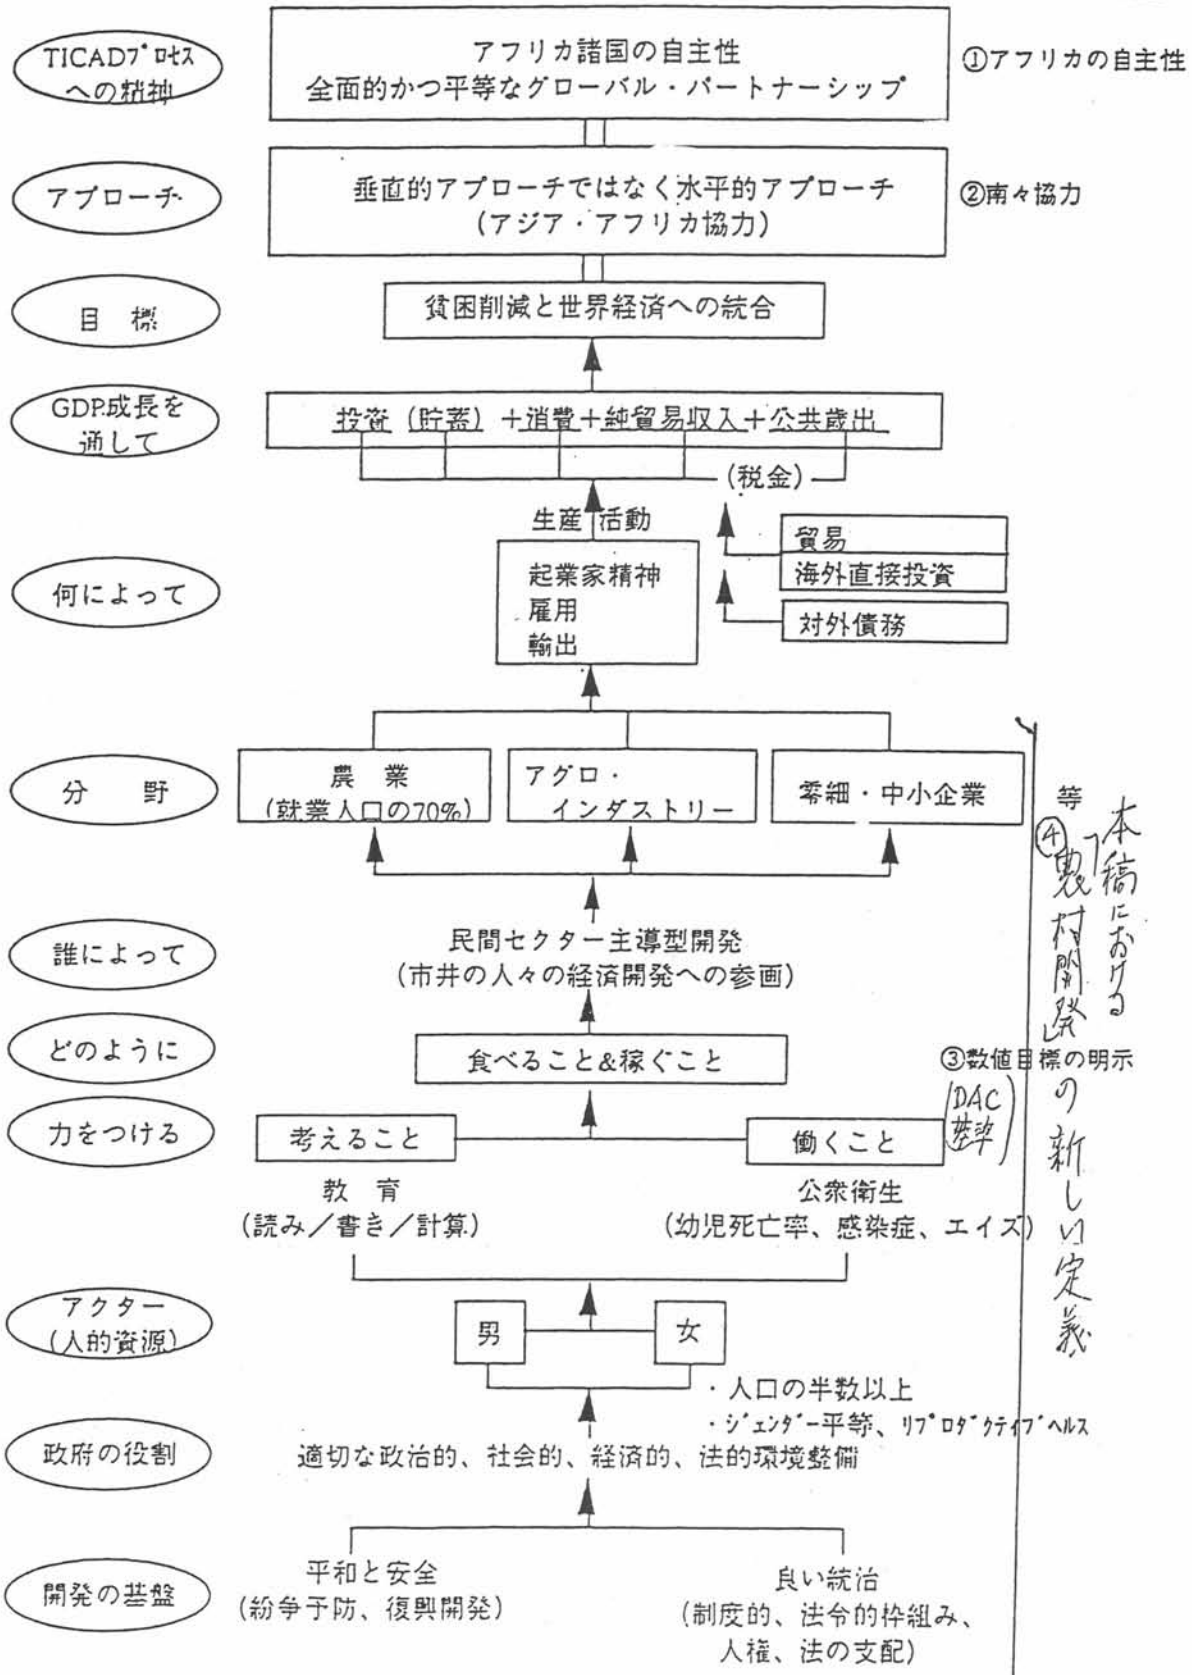 TICADプロセス
への精神
アフリカ諸国の自主性
全面的かつ平等なグローバル・パートナーシップ
①アフリカの自主性
アプローチ
垂直的アプローチではなく水平的アプローチ
(アジア・アフリカ協力)
②南々協力
目 標
貧困削減と世界経済への統合
GDP成長を
通して
投資 (貯蓄) +消費+純貿易収入+公共歳出
(税金)
生産 活動
何によって
起業家精神
雇用
輸出
貿易
海外直接投資
対外債務
分 野
農 業
(就業人口の70%)
アグロ・
インダストリー
零細・中小企業
等
誰によって
民間セクター主導型開発
(市井の人々の経済開発への参画)
どのように
食べること&稼ぐこと
③数値目標の明示
(DAC
基準)
力をつける
考えること
働くこと
教 育
(読み/書き/計算)
公衆衛生
(幼児死亡率、感染症、エイズ)
アクター
(人的資源)
男
女
・人口の半数以上
・ジェンダー平等、リプロダクティブヘルス
政府の役割
適切な政治的、社会的、経済的、法的環境整備
開発の基盤
平和と安全
(紛争予防、復興開発)
良い統治
(制度的、法令的枠組み、
人権、法の支配)
本稿における
④「農村開発」の新しい定義